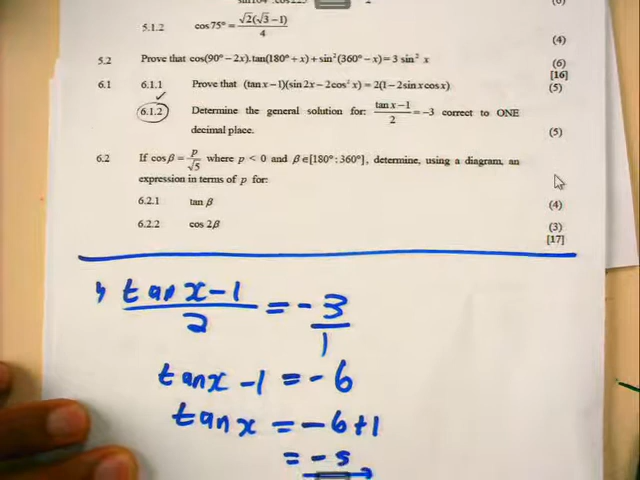 5.1.2 cos75° = √2(√3−1)/4
(4)
5.2 Prove that cos(90° − 2x).tan(180° + x) + sin²(360° − x) = 3 sin² x (6)
[16]
6.1 6.1.1 Prove that (tan x − 1)(sin 2x − 2cos² x) = 2(1 − 2sin x cos x) (5)
6.1.2 Determine the general solution for: (tan x − 1)/2 = −3 correct to ONE
decimal place. (5)
6.2 If cos β = p/√5 where p < 0 and β ∈ [180° ; 360°], determine, using a diagram, an
expression in terms of p for:
6.2.1 tan β (4)
6.2.2 cos 2β (3)
[17]
(tan x − 1)/2 = −3/1
tan x − 1 = −6
tan x = −6 + 1
= −5